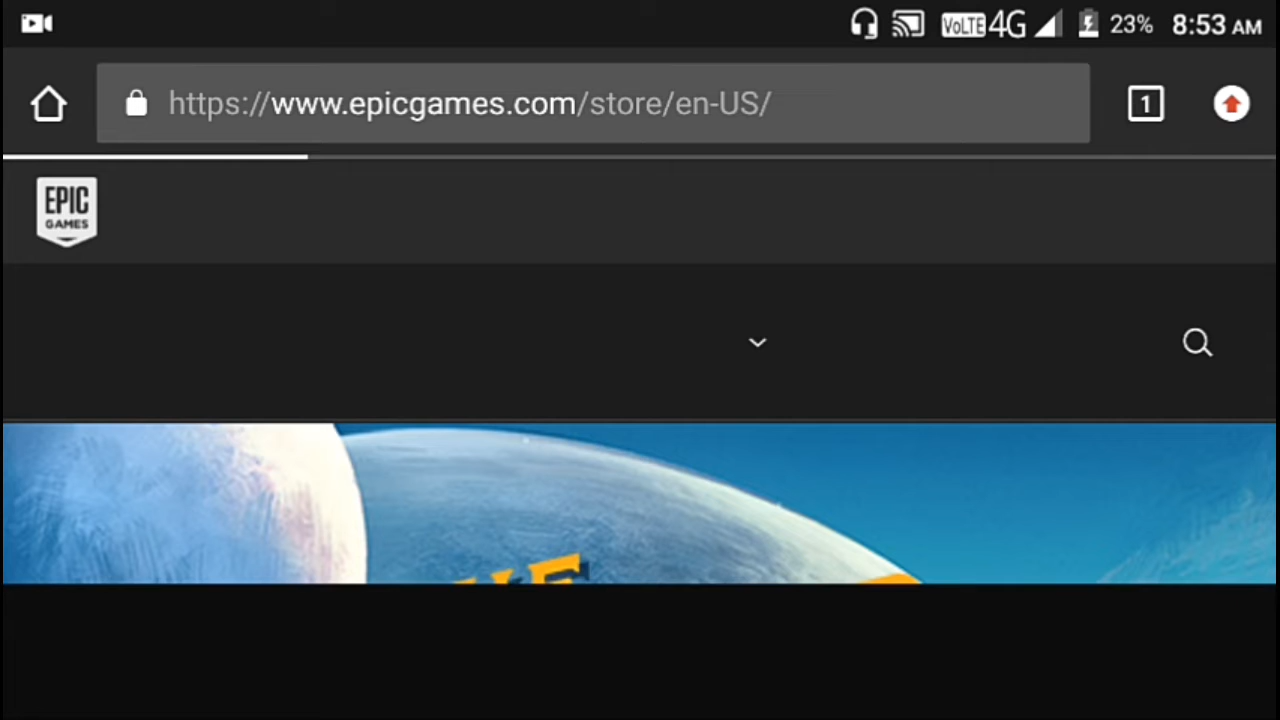 VoLTE 4G 23% 8:53 AM
https://www.epicgames.com/store/en-US/ 1
EPIC
GAMES